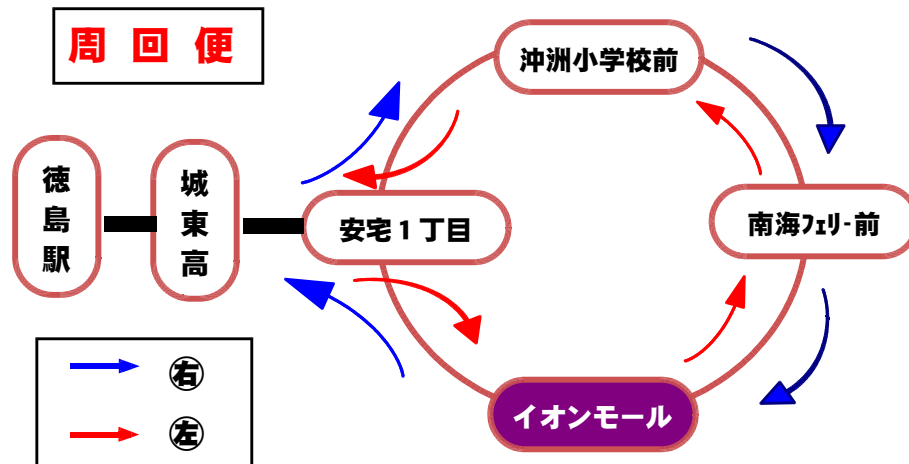 周回便
沖洲小学校前
徳島駅
城東高
安宅1丁目
南海ﾌｪﾘｰ前
イオンモール
㊨
㊧